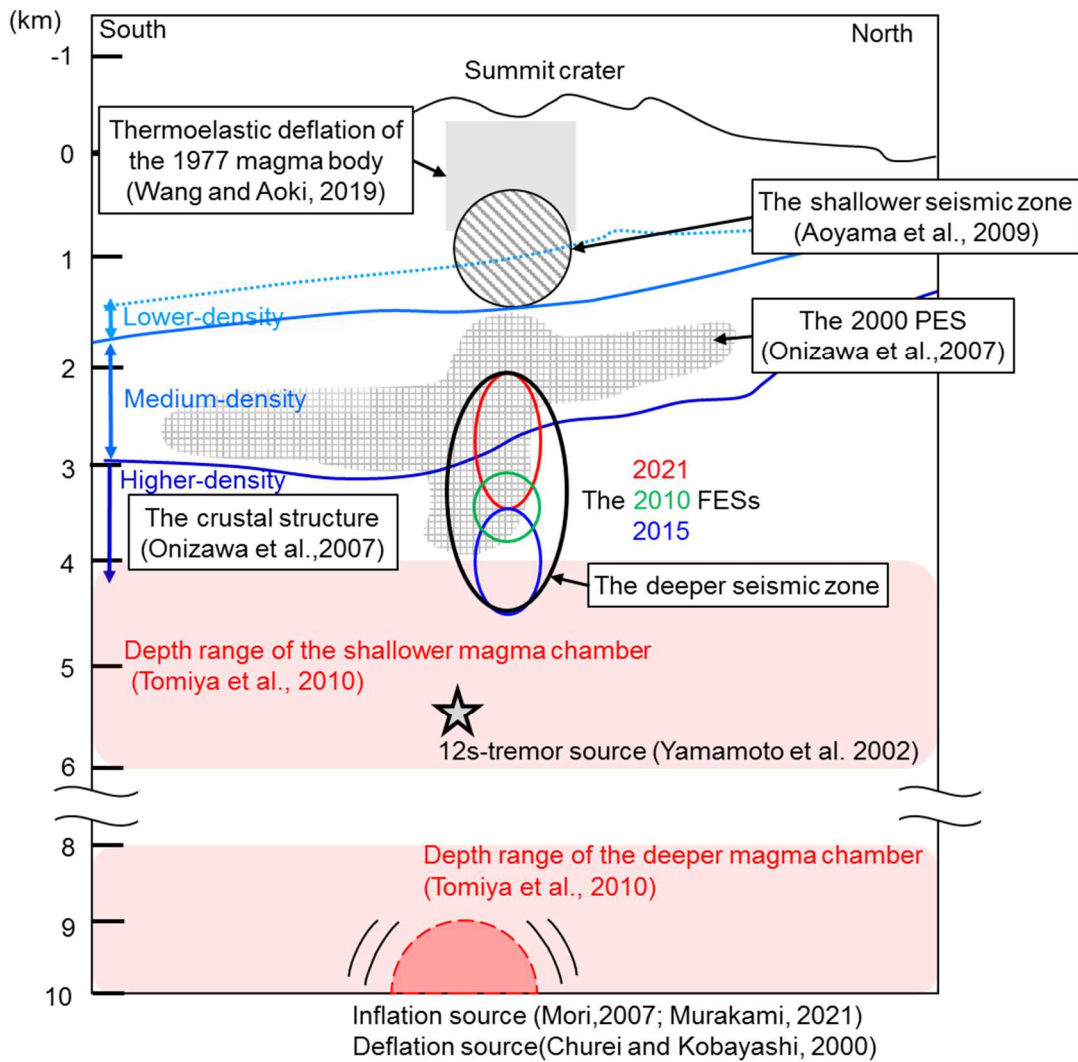 (km)
South
North
-1
Summit crater
Thermoelastic deflation of
the 1977 magma body
(Wang and Aoki, 2019)
0
The shallower seismic zone
(Aoyama et al., 2009)
1
Lower-density
The 2000 PES
(Onizawa et al.,2007)
2
Medium-density
3
Higher-density
2021
The 2010 FESs
2015
The crustal structure
(Onizawa et al.,2007)
4
The deeper seismic zone
Depth range of the shallower magma chamber
(Tomiya et al., 2010)
5
12s-tremor source (Yamamoto et al. 2002)
6
8
Depth range of the deeper magma chamber
(Tomiya et al., 2010)
9
10
Inflation source (Mori,2007; Murakami, 2021)
Deflation source(Churei and Kobayashi, 2000)